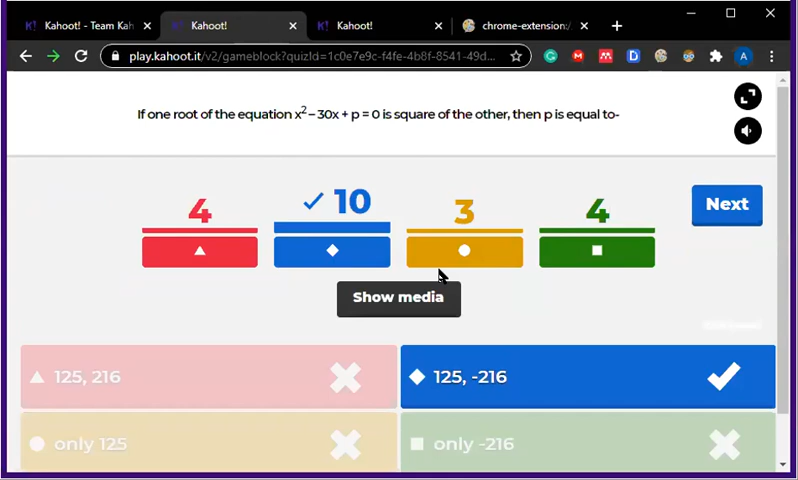 Kahoot! - Team Kah
Kahoot!
Kahoot!
chrome-extension:/
play.kahoot.it/v2/gameblock?quizId=1c0e7e9c-f4fe-4b8f-8541-49d...
If one root of the equation x² – 30x + p = 0 is square of the other, then p is equal to-
4
10
3
4
Next
Show media
125, 216
125, -216
only 125
only -216